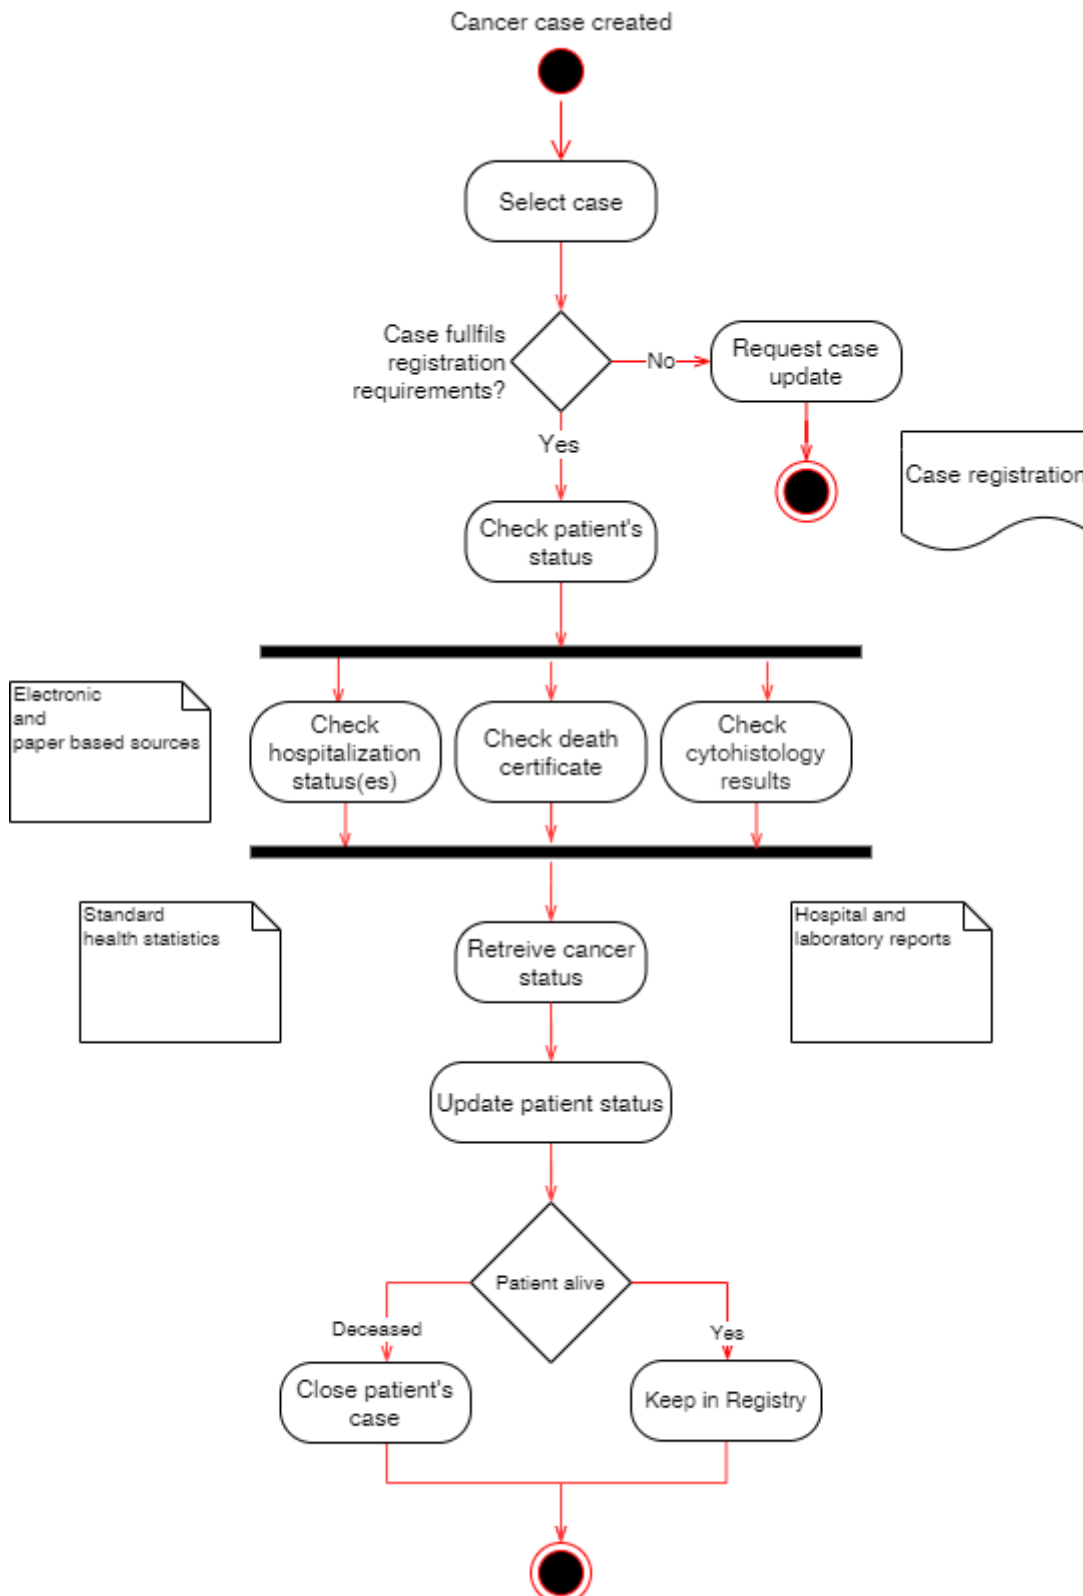 Cancer case created
Select case
Case fullfils
registration
requirements?
No
Request case
update
Yes
Case registration
Check patient's
status
Electronic
and
paper based sources
Check
hospitalization
status(es)
Check death
certificate
Check
cytohistology
results
Standard
health statistics
Hospital and
laboratory reports
Retreive cancer
status
Update patient status
Patient alive
Deceased
Yes
Close patient's
case
Keep in Registry